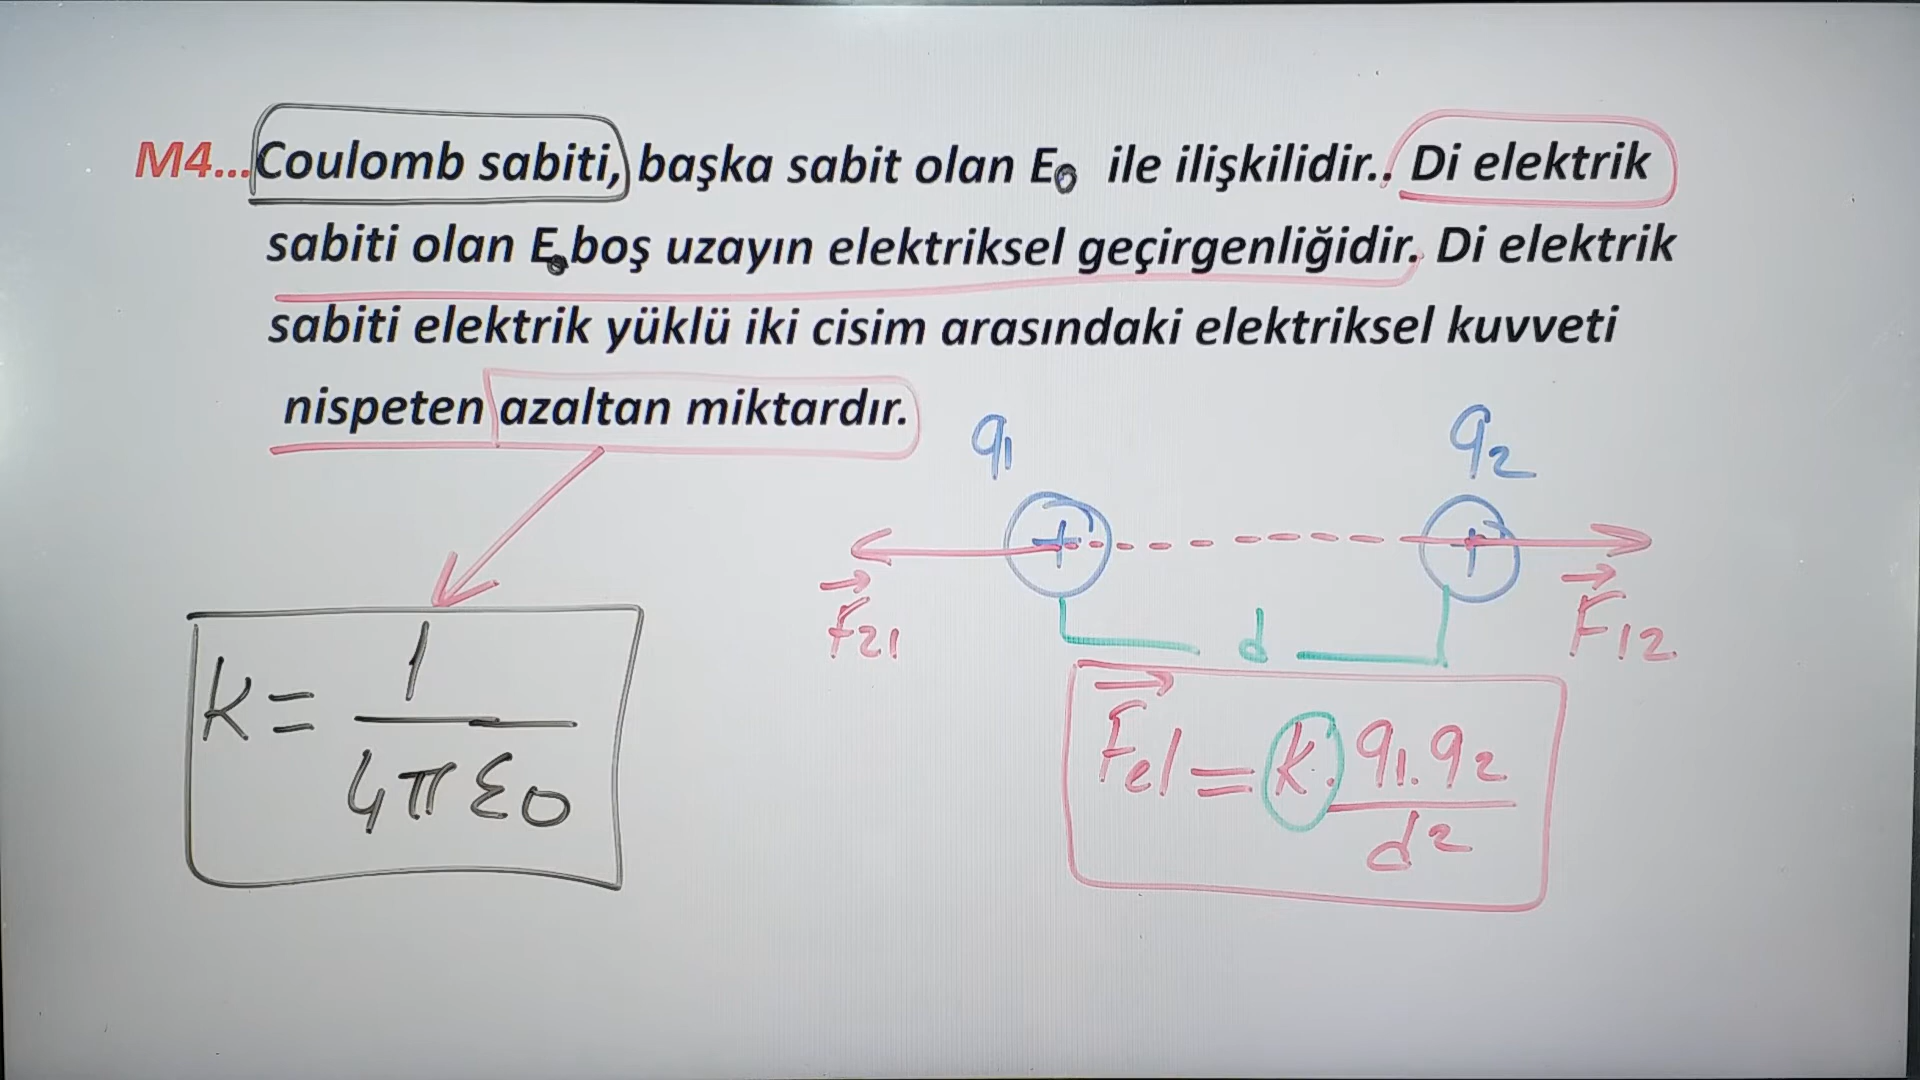 M4...Coulomb sabiti, başka sabit olan E0 ile ilişkilidir.. Di elektrik
sabiti olan E0 boş uzayın elektriksel geçirgenliğidir. Di elektrik
sabiti elektrik yüklü iki cisim arasındaki elektriksel kuvveti
nispeten azaltan miktardır.
q1 q2
+ +
F21 d F12
k = 1 / 4πε0
Fel = k. q1.q2 / d2